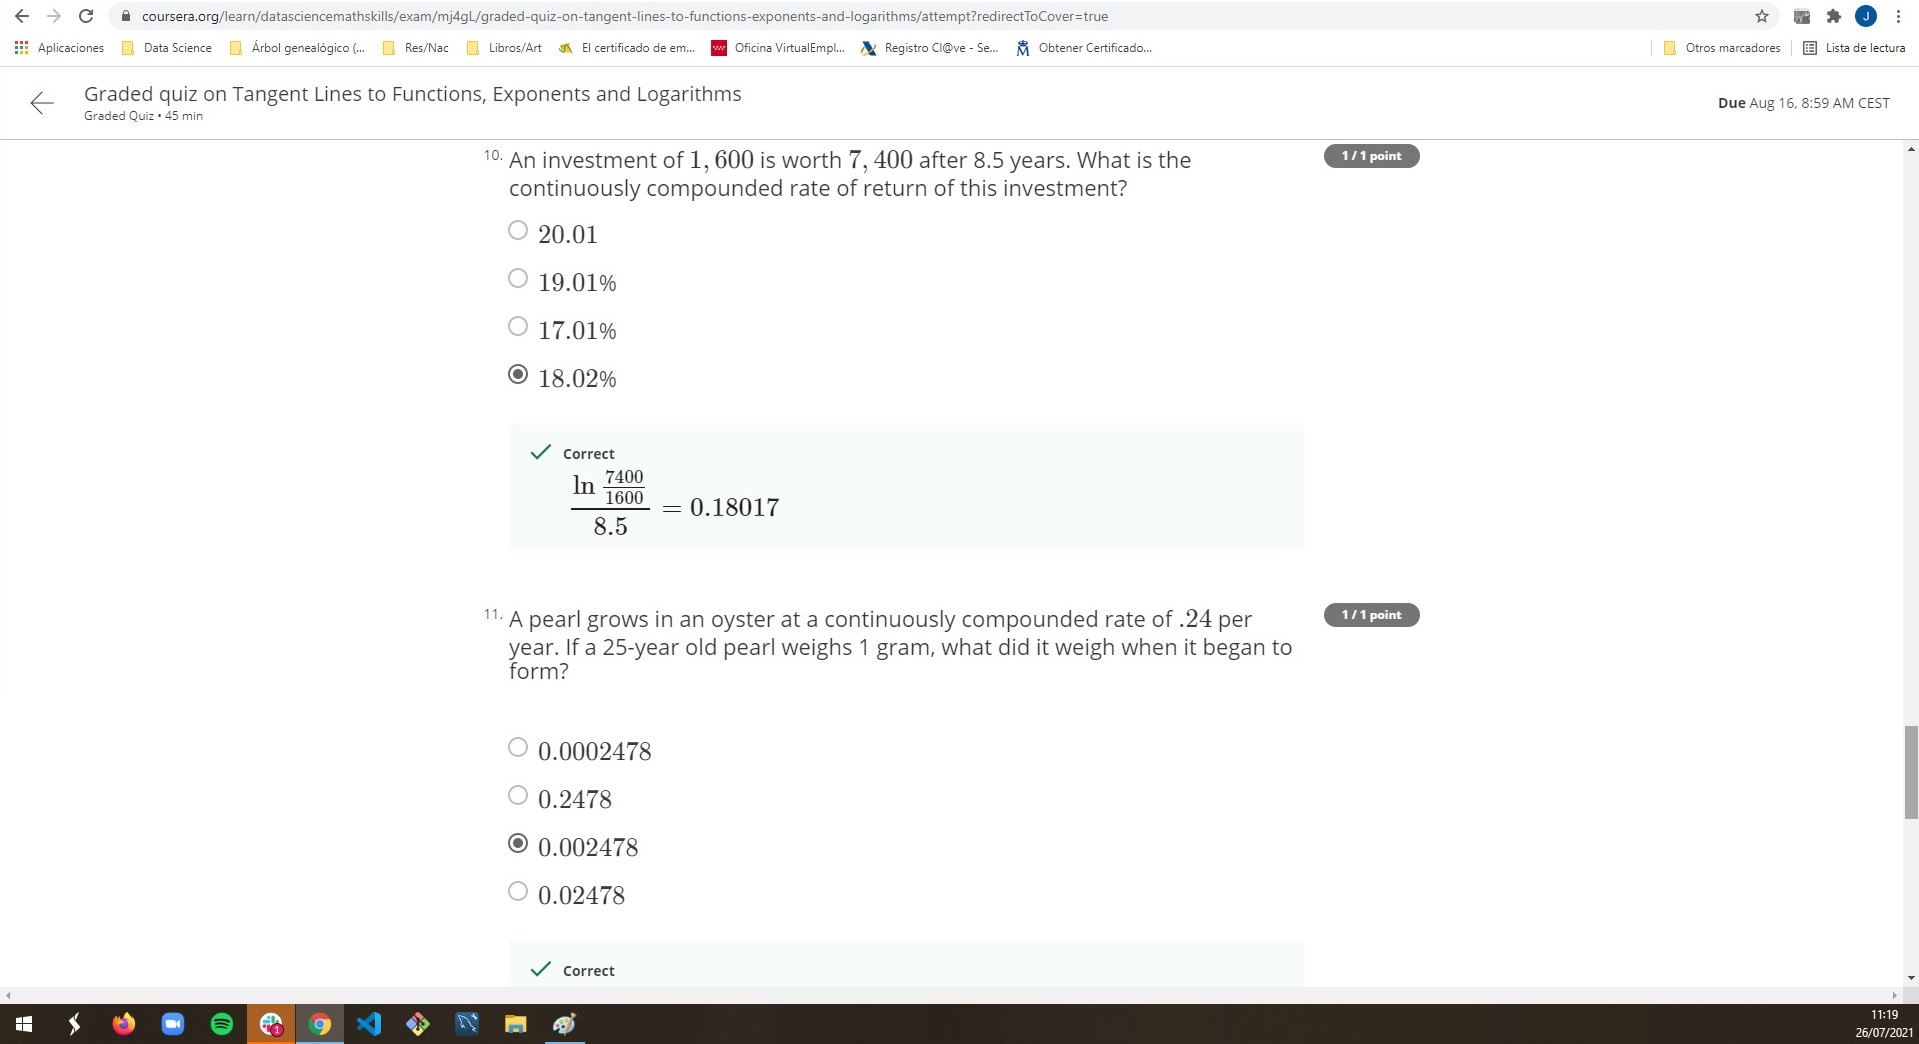 coursera.org/learn/datasciencemathskills/exam/mj4gL/graded-quiz-on-tangent-lines-to-functions-exponents-and-logarithms/attempt?redirectToCover=true
J
Aplicaciones Data Science Árbol genealógico (... Res/Nac Libros/Art El certificado de em... Oficina VirtualEmpl... Registro Cl@ve - Se... Obtener Certificado... Otros marcadores Lista de lectura
Graded quiz on Tangent Lines to Functions, Exponents and Logarithms
Graded Quiz • 45 min
Due Aug 16, 8:59 AM CEST
10. An investment of 1, 600 is worth 7, 400 after 8.5 years. What is the
continuously compounded rate of return of this investment?
1 / 1 point
20.01
19.01%
17.01%
18.02%
Correct
ln 7400/1600 / 8.5 = 0.18017
11. A pearl grows in an oyster at a continuously compounded rate of .24 per
year. If a 25-year old pearl weighs 1 gram, what did it weigh when it began to
form?
1 / 1 point
0.0002478
0.2478
0.002478
0.02478
Correct
1
11:19
26/07/2021